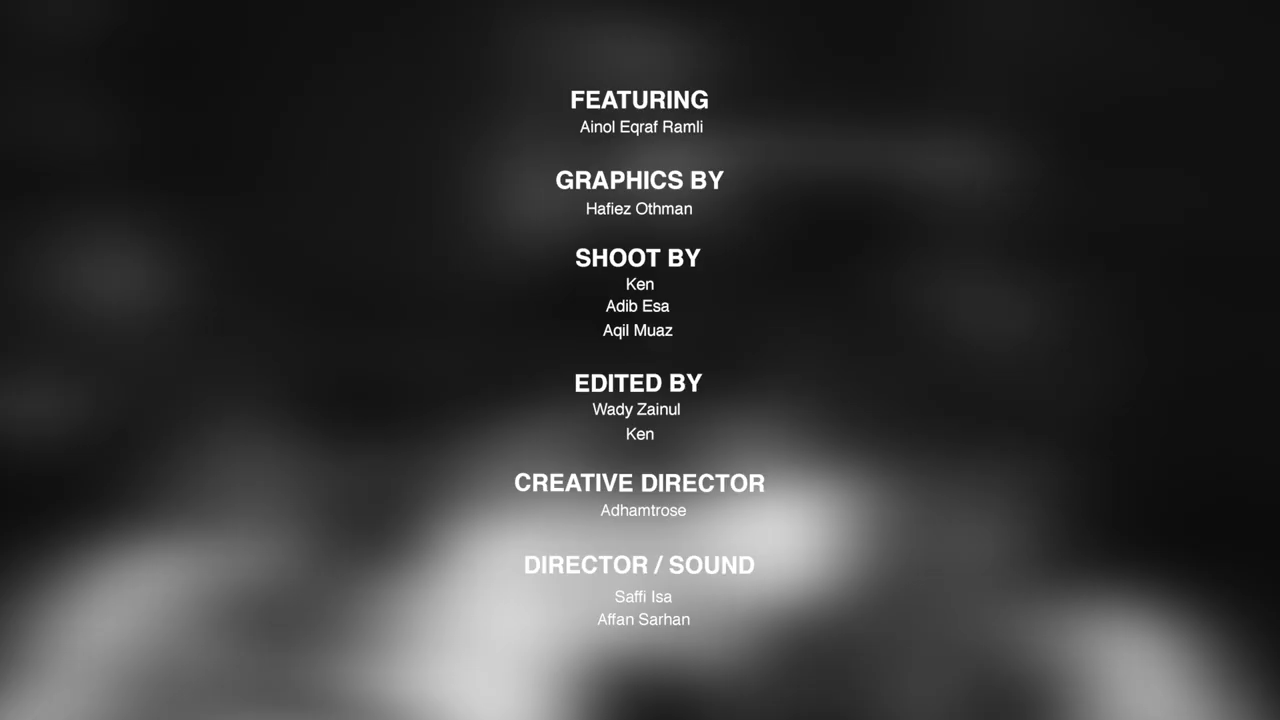 FEATURING
Ainol Eqraf Ramli
GRAPHICS BY
Hafiez Othman
SHOOT BY
Ken
Adib Esa
Aqil Muaz
EDITED BY
Wady Zainul
Ken
CREATIVE DIRECTOR
Adhamtrose
DIRECTOR / SOUND
Saffi Isa
Affan Sarhan